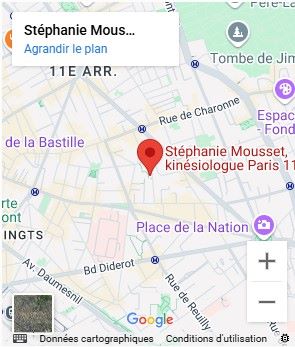 Stéphanie Mous...
Agrandir le plan
Père-La
11E ARR.
Tombe de Jim
Rue de Charonne
Espac
- Fond
de la Bastille
Stéphanie Mousset,
kinésiologue Paris 11
erte
mont
Place de la Nation
INGTS
Bd Diderot
Av. Daumesnil
Rue de Reuilly
+
−
Google
Données cartographiques
Conditions d'utilisation